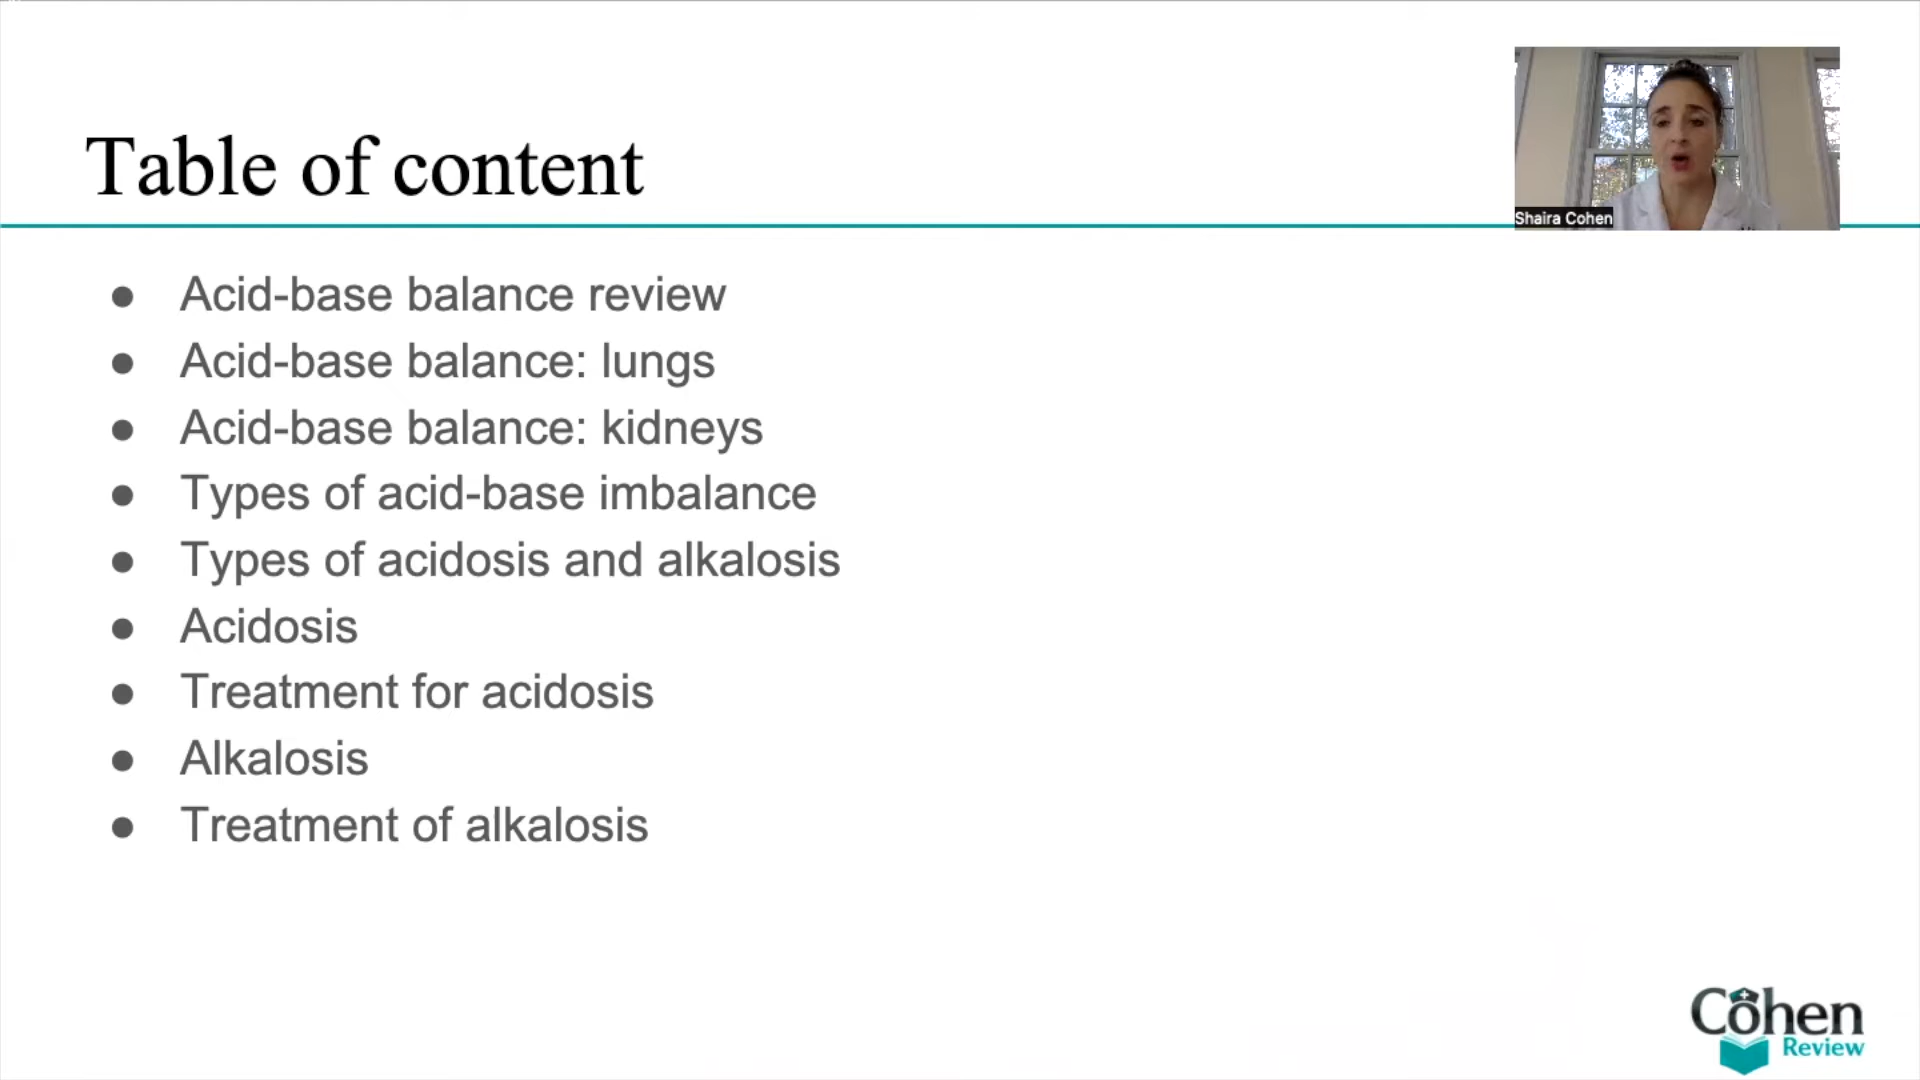 Table of content
Shaira Cohen
● Acid-base balance review
● Acid-base balance: lungs
● Acid-base balance: kidneys
● Types of acid-base imbalance
● Types of acidosis and alkalosis
● Acidosis
● Treatment for acidosis
● Alkalosis
● Treatment of alkalosis
Cohen
Review